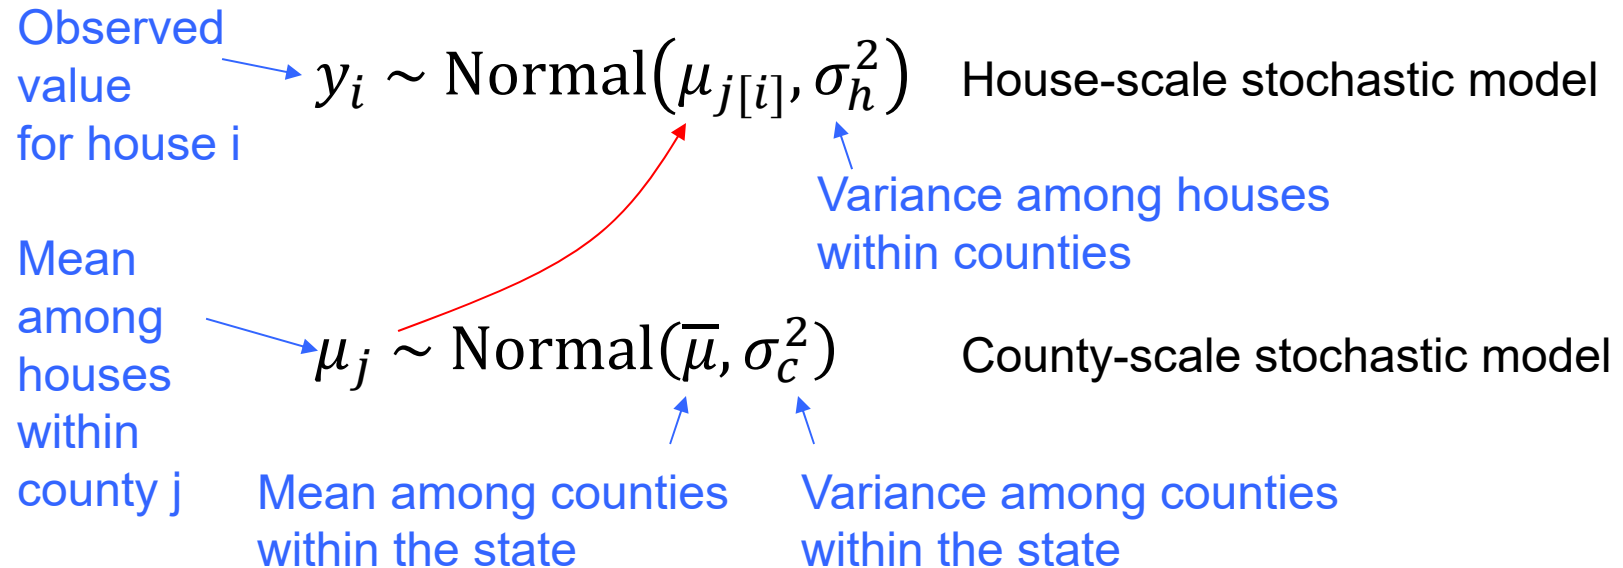 Observed
value
for house i
yᵢ ~ Normal(μ_{j[i]}, σ_h^2) House-scale stochastic model
Variance among houses
within counties
Mean
among
houses
within
county j
μ_j ~ Normal(μ̅, σ_c^2) County-scale stochastic model
Mean among counties
within the state
Variance among counties
within the state